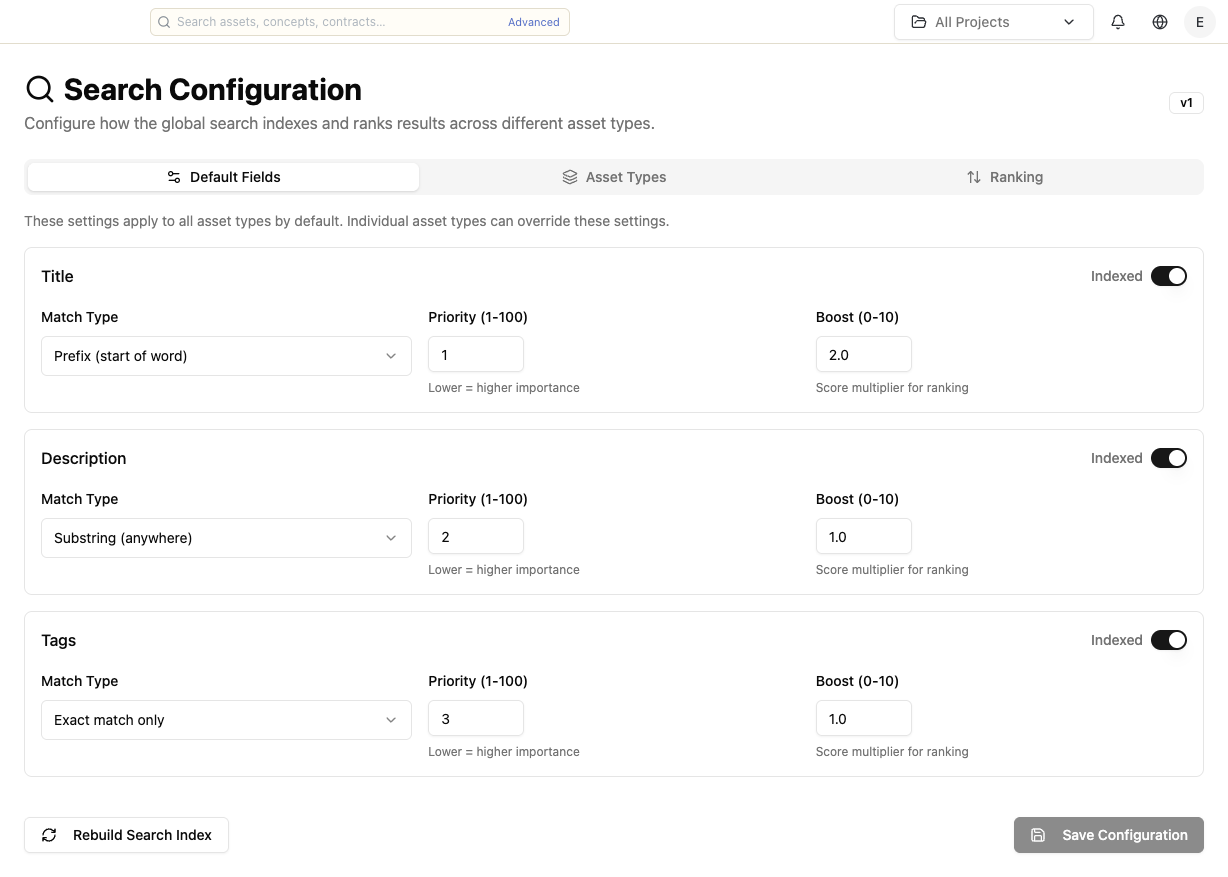 Search assets, concepts, contracts... Advanced
All Projects
E
Search Configuration
Configure how the global search indexes and ranks results across different asset types.
v1
Default Fields
Asset Types
Ranking
These settings apply to all asset types by default. Individual asset types can override these settings.
Title
Indexed
Match Type
Priority (1-100)
Boost (0-10)
Prefix (start of word)
1
2.0
Lower = higher importance
Score multiplier for ranking
Description
Indexed
Match Type
Priority (1-100)
Boost (0-10)
Substring (anywhere)
2
1.0
Lower = higher importance
Score multiplier for ranking
Tags
Indexed
Match Type
Priority (1-100)
Boost (0-10)
Exact match only
3
1.0
Lower = higher importance
Score multiplier for ranking
Rebuild Search Index
Save Configuration